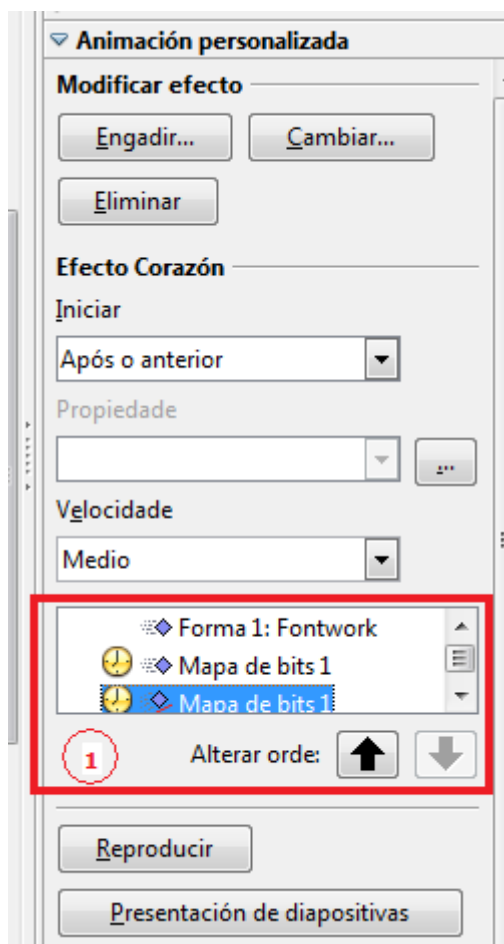 Animación personalizada
Modificar efecto
Engadir...
Cambiar...
Eliminar
Efecto Corazón
Iniciar
Após o anterior
Propiedade
...
Velocidade
Medio
Forma 1: Fontwork
Mapa de bits 1
Mapa de bits 1
1
Alterar orde:
Reproducir
Presentación de diapositivas